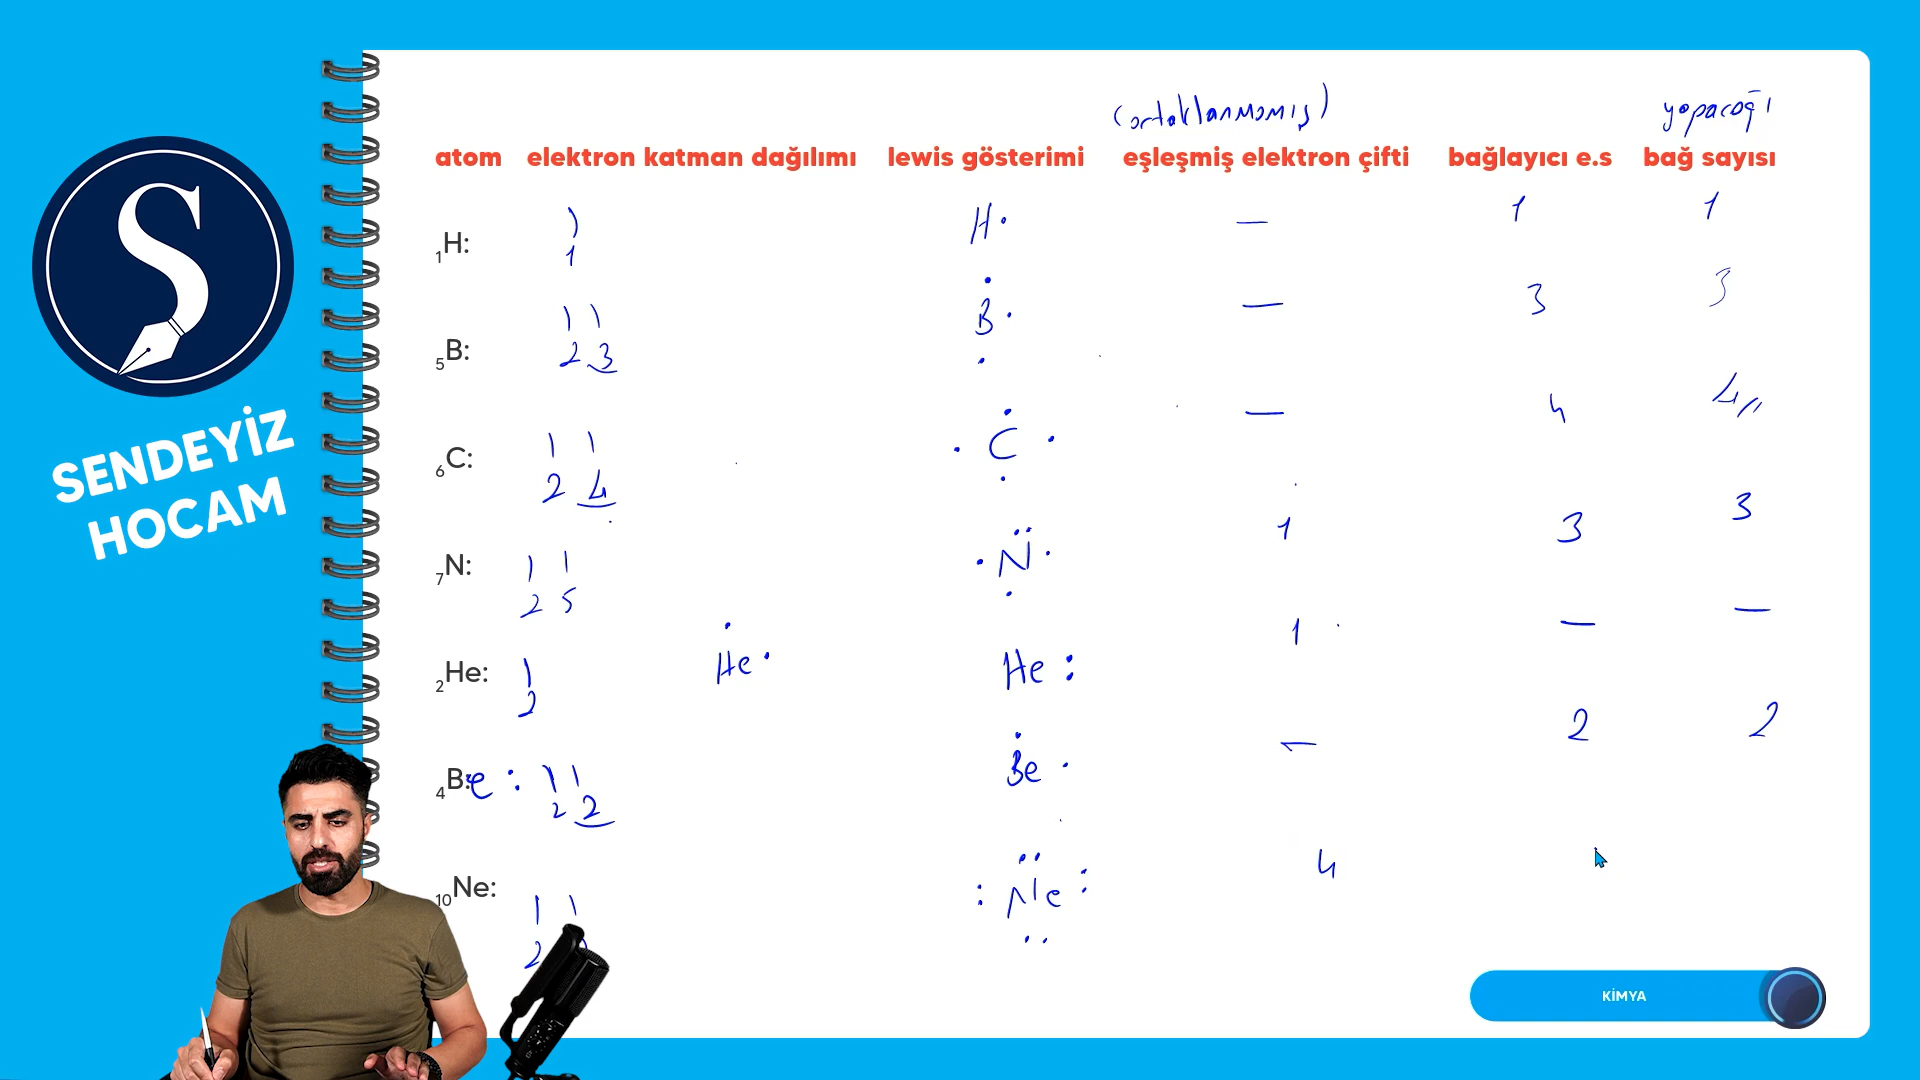 SENDEYİZ
HOCAM
(ortaklanmamış) yapacağı
atom elektron katman dağılımı lewis gösterimi eşleşmiş elektron çifti bağlayıcı e.s bağ sayısı
₁H: ) 1 H· — 1 1
₅B: 2 3 B — 3 3
₆C: 2 4 C — 4 4
₇N: 2 5 N 1 3 3
₂He: 2 He· He: 1 — —
₄B:e : 2 2 Be — 2 2
₁₀Ne: 2 Ne 4
KİMYA